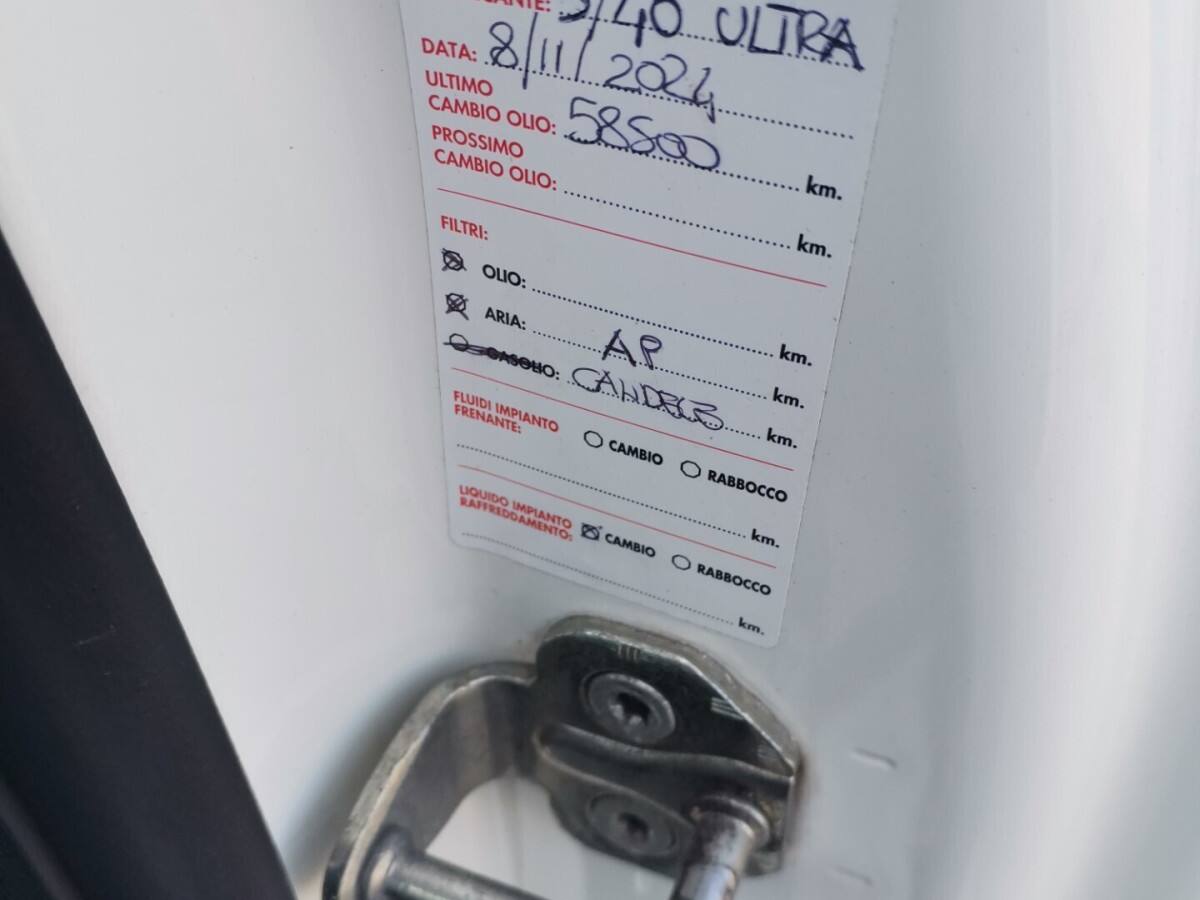 CANTE: 5/40 ULTRA
DATA: 8/11/2024
ULTIMO
CAMBIO OLIO: 58500 km.
PROSSIMO
CAMBIO OLIO: km.
FILTRI:
OLIO: km.
ARIA: AP km.
GASOLIO: CANDELE km.
FLUIDI IMPIANTO
FRENANTE: CAMBIO RABBOCCO
km.
LIQUIDO IMPIANTO
RAFFREDDAMENTO: CAMBIO RABBOCCO
km.